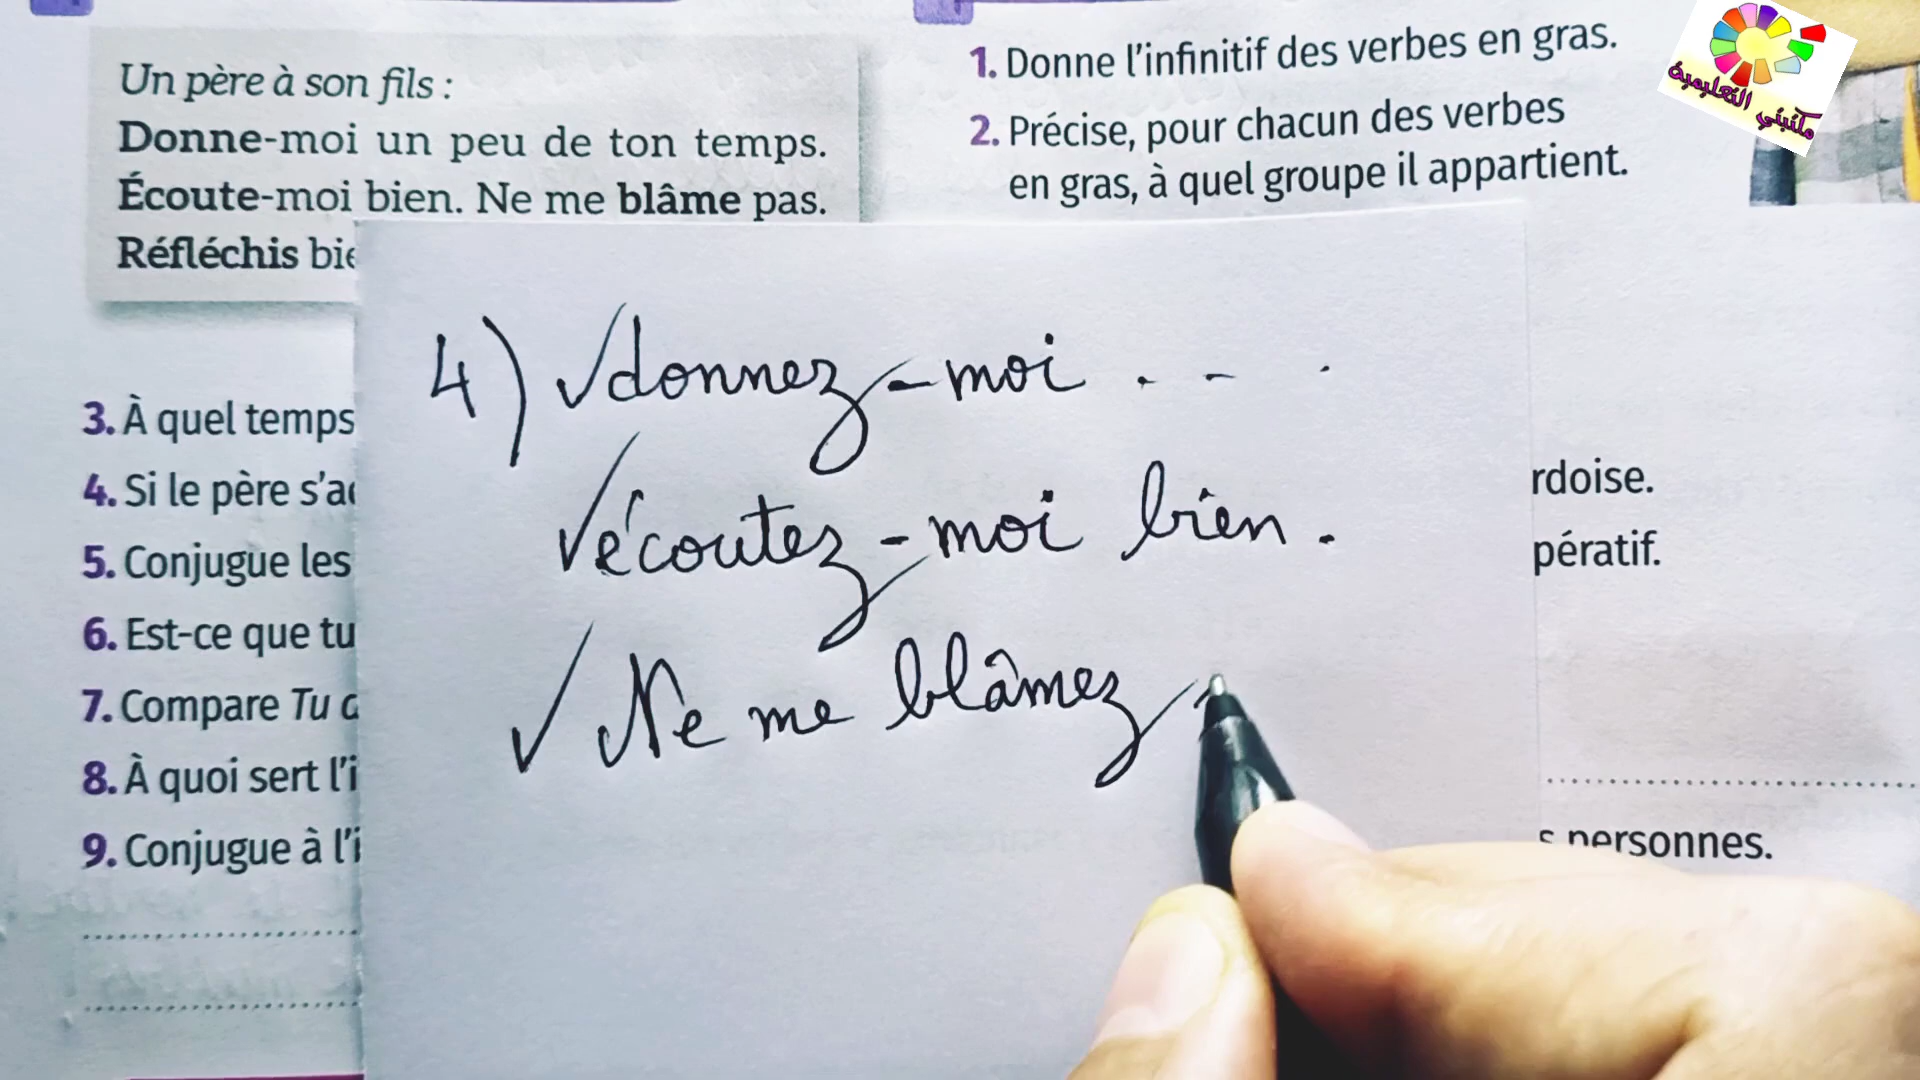 Un père à son fils :
Donne-moi un peu de ton temps.
Écoute-moi bien. Ne me blâme pas.
Réfléchis bie
1. Donne l'infinitif des verbes en gras.
2. Précise, pour chacun des verbes
en gras, à quel groupe il appartient.
مكتبتي التعليمية
3. À quel temps
4. Si le père s'a
rdoise.
5. Conjugue les
pératif.
6. Est-ce que tu
7. Compare Tu
8. À quoi sert l'i
9. Conjugue à l'i
s personnes.
4) donnez-moi . - .
écoutez-moi bien.
Ne me blâmez